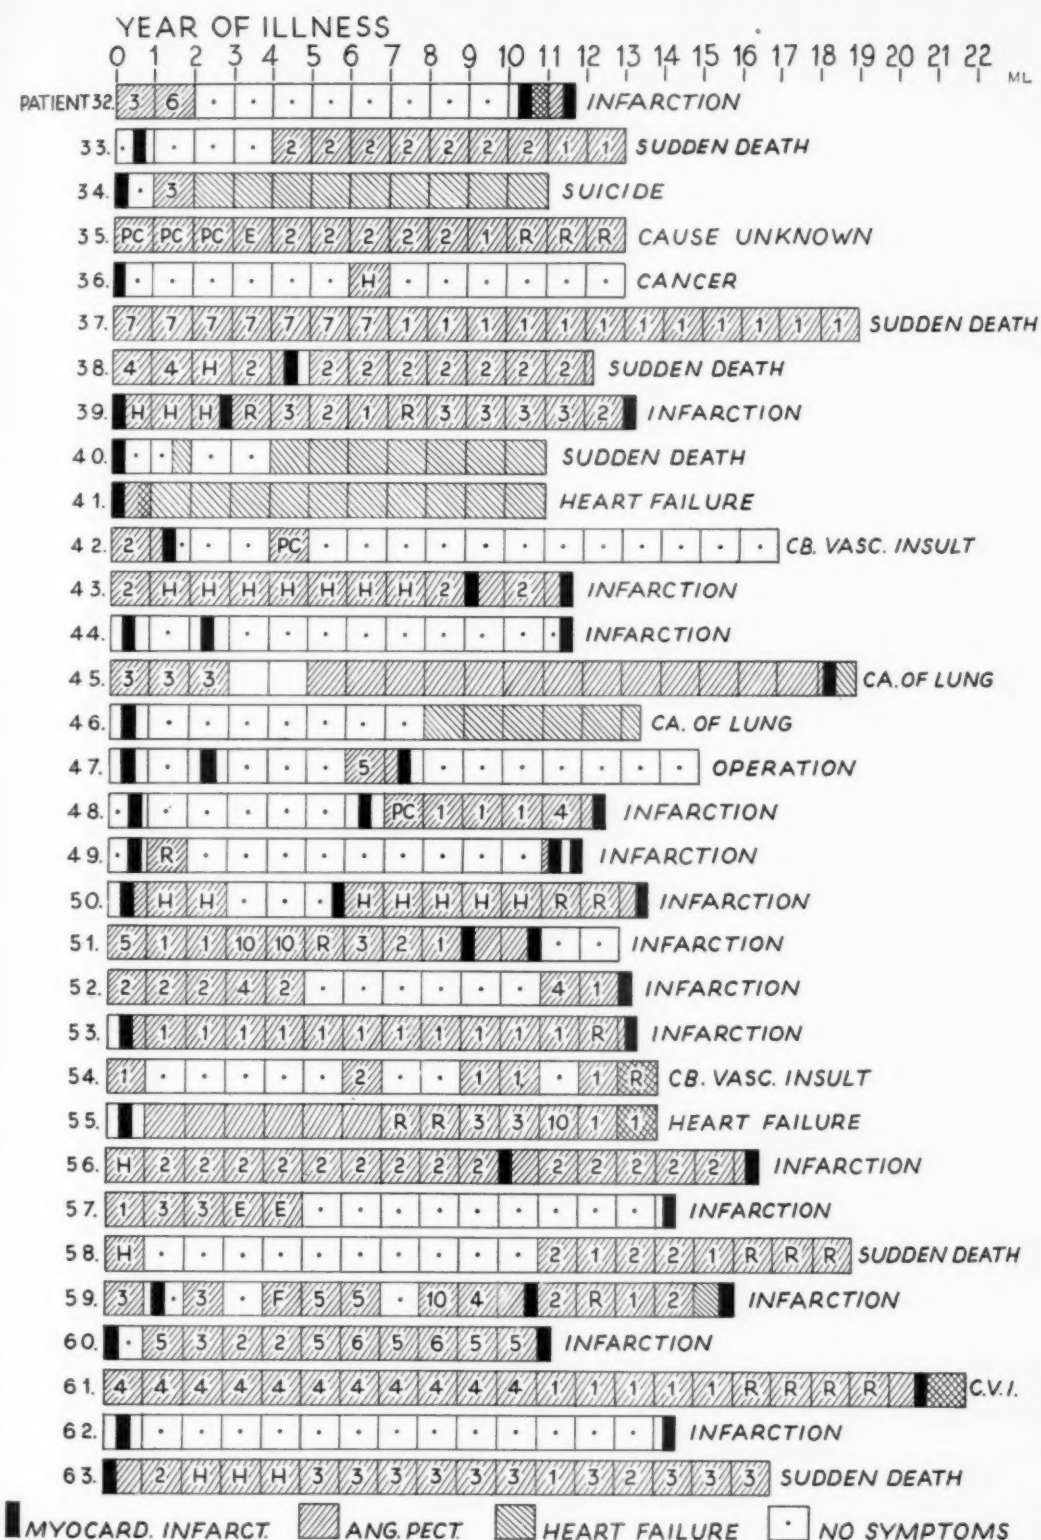 YEAR OF ILLNESS
0 1 2 3 4 5 6 7 8 9 10 11 12 13 14 15 16 17 18 19 20 21 22
ML
PATIENT 32. 3 6 INFARCTION
33. 2 2 2 2 2 2 2 1 1 SUDDEN DEATH
34. 3 SUICIDE
35. PC PC PC E 2 2 2 2 2 1 R R R CAUSE UNKNOWN
36. H CANCER
37. 7 7 7 7 7 7 7 1 1 1 1 1 1 1 1 1 1 1 1 SUDDEN DEATH
38. 4 4 H 2 2 2 2 2 2 2 2 SUDDEN DEATH
39. H H H R 3 2 1 R 3 3 3 3 2 INFARCTION
40. SUDDEN DEATH
41. HEART FAILURE
42. 2 PC CB. VASC. INSULT
43. 2 H H H H H H H 2 2 INFARCTION
44. INFARCTION
45. 3 3 3 CA. OF LUNG
46. CA. OF LUNG
47. 5 OPERATION
48. PC 1 1 1 4 INFARCTION
49. R INFARCTION
50. H H H H H H H R R INFARCTION
51. 5 1 1 10 10 R 3 2 1 INFARCTION
52. 2 2 2 4 2 4 1 INFARCTION
53. 1 1 1 1 1 1 1 1 1 1 1 R INFARCTION
54. 1 2 1 1 1 R CB. VASC. INSULT
55. R R 3 3 10 1 1 HEART FAILURE
56. H 2 2 2 2 2 2 2 2 2 2 2 2 2 2 INFARCTION
57. 1 3 3 E E INFARCTION
58. H 2 1 2 2 1 R R R SUDDEN DEATH
59. 3 3 F 5 5 10 4 2 R 1 2 INFARCTION
60. 5 3 2 2 5 6 5 6 5 5 INFARCTION
61. 4 4 4 4 4 4 4 4 4 4 4 1 1 1 1 1 R R R R C.V.I.
62. INFARCTION
63. 2 H H H 3 3 3 3 3 3 1 3 2 3 3 3 SUDDEN DEATH
MYOCARD. INFARCT. ANG. PECT. HEART FAILURE NO SYMPTOMS